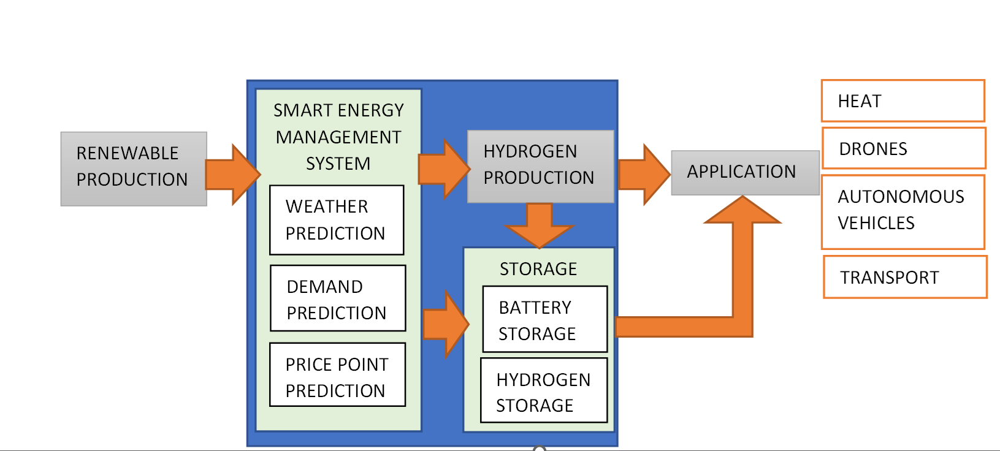 RENEWABLE
PRODUCTION
SMART ENERGY
MANAGEMENT
SYSTEM
WEATHER
PREDICTION
DEMAND
PREDICTION
PRICE POINT
PREDICTION
HYDROGEN
PRODUCTION
STORAGE
BATTERY
STORAGE
HYDROGEN
STORAGE
APPLICATION
HEAT
DRONES
AUTONOMOUS
VEHICLES
TRANSPORT